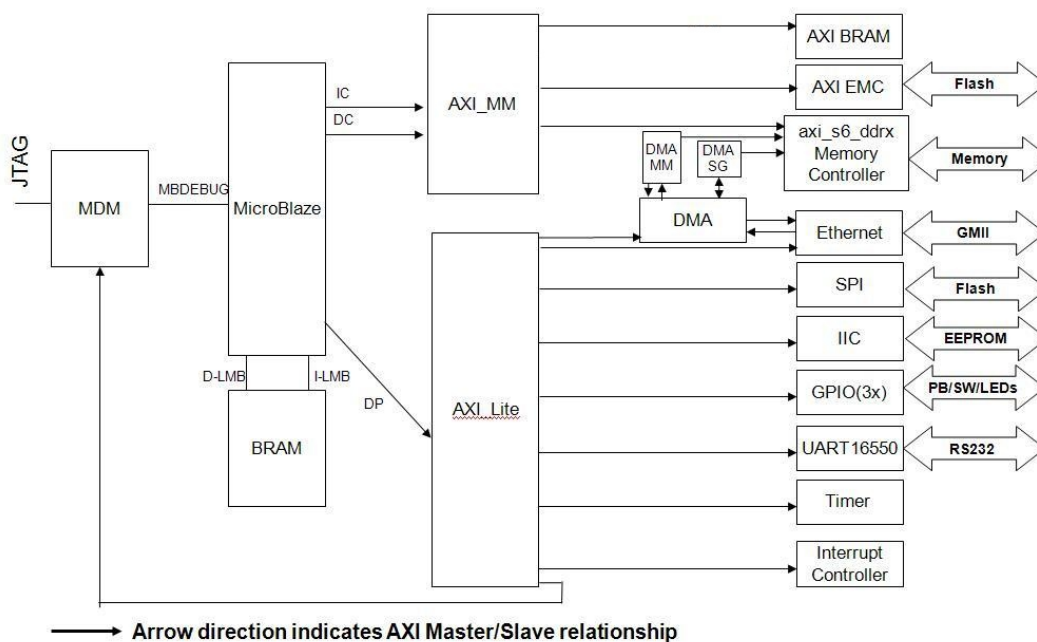 JTAG
MDM
MBDEBUG
MicroBlaze
IC
DC
D-LMB
I-LMB
BRAM
DP
AXI_MM
AXI_Lite
DMA
MM
DMA
SG
DMA
AXI BRAM
AXI EMC
Flash
axi_s6_ddrx
Memory
Controller
Memory
Ethernet
GMII
SPI
Flash
IIC
EEPROM
GPIO(3x)
PB/SW/LEDs
UART16550
RS232
Timer
Interrupt
Controller
Arrow direction indicates AXI Master/Slave relationship